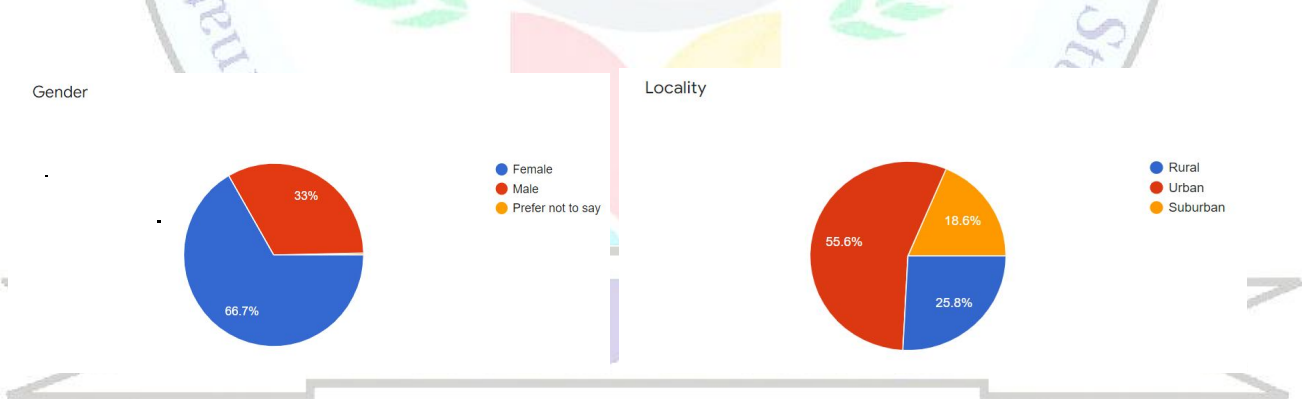 Gender
Female
Male
Prefer not to say
33%
66.7%
Locality
Rural
Urban
Suburban
55.6%
18.6%
25.8%